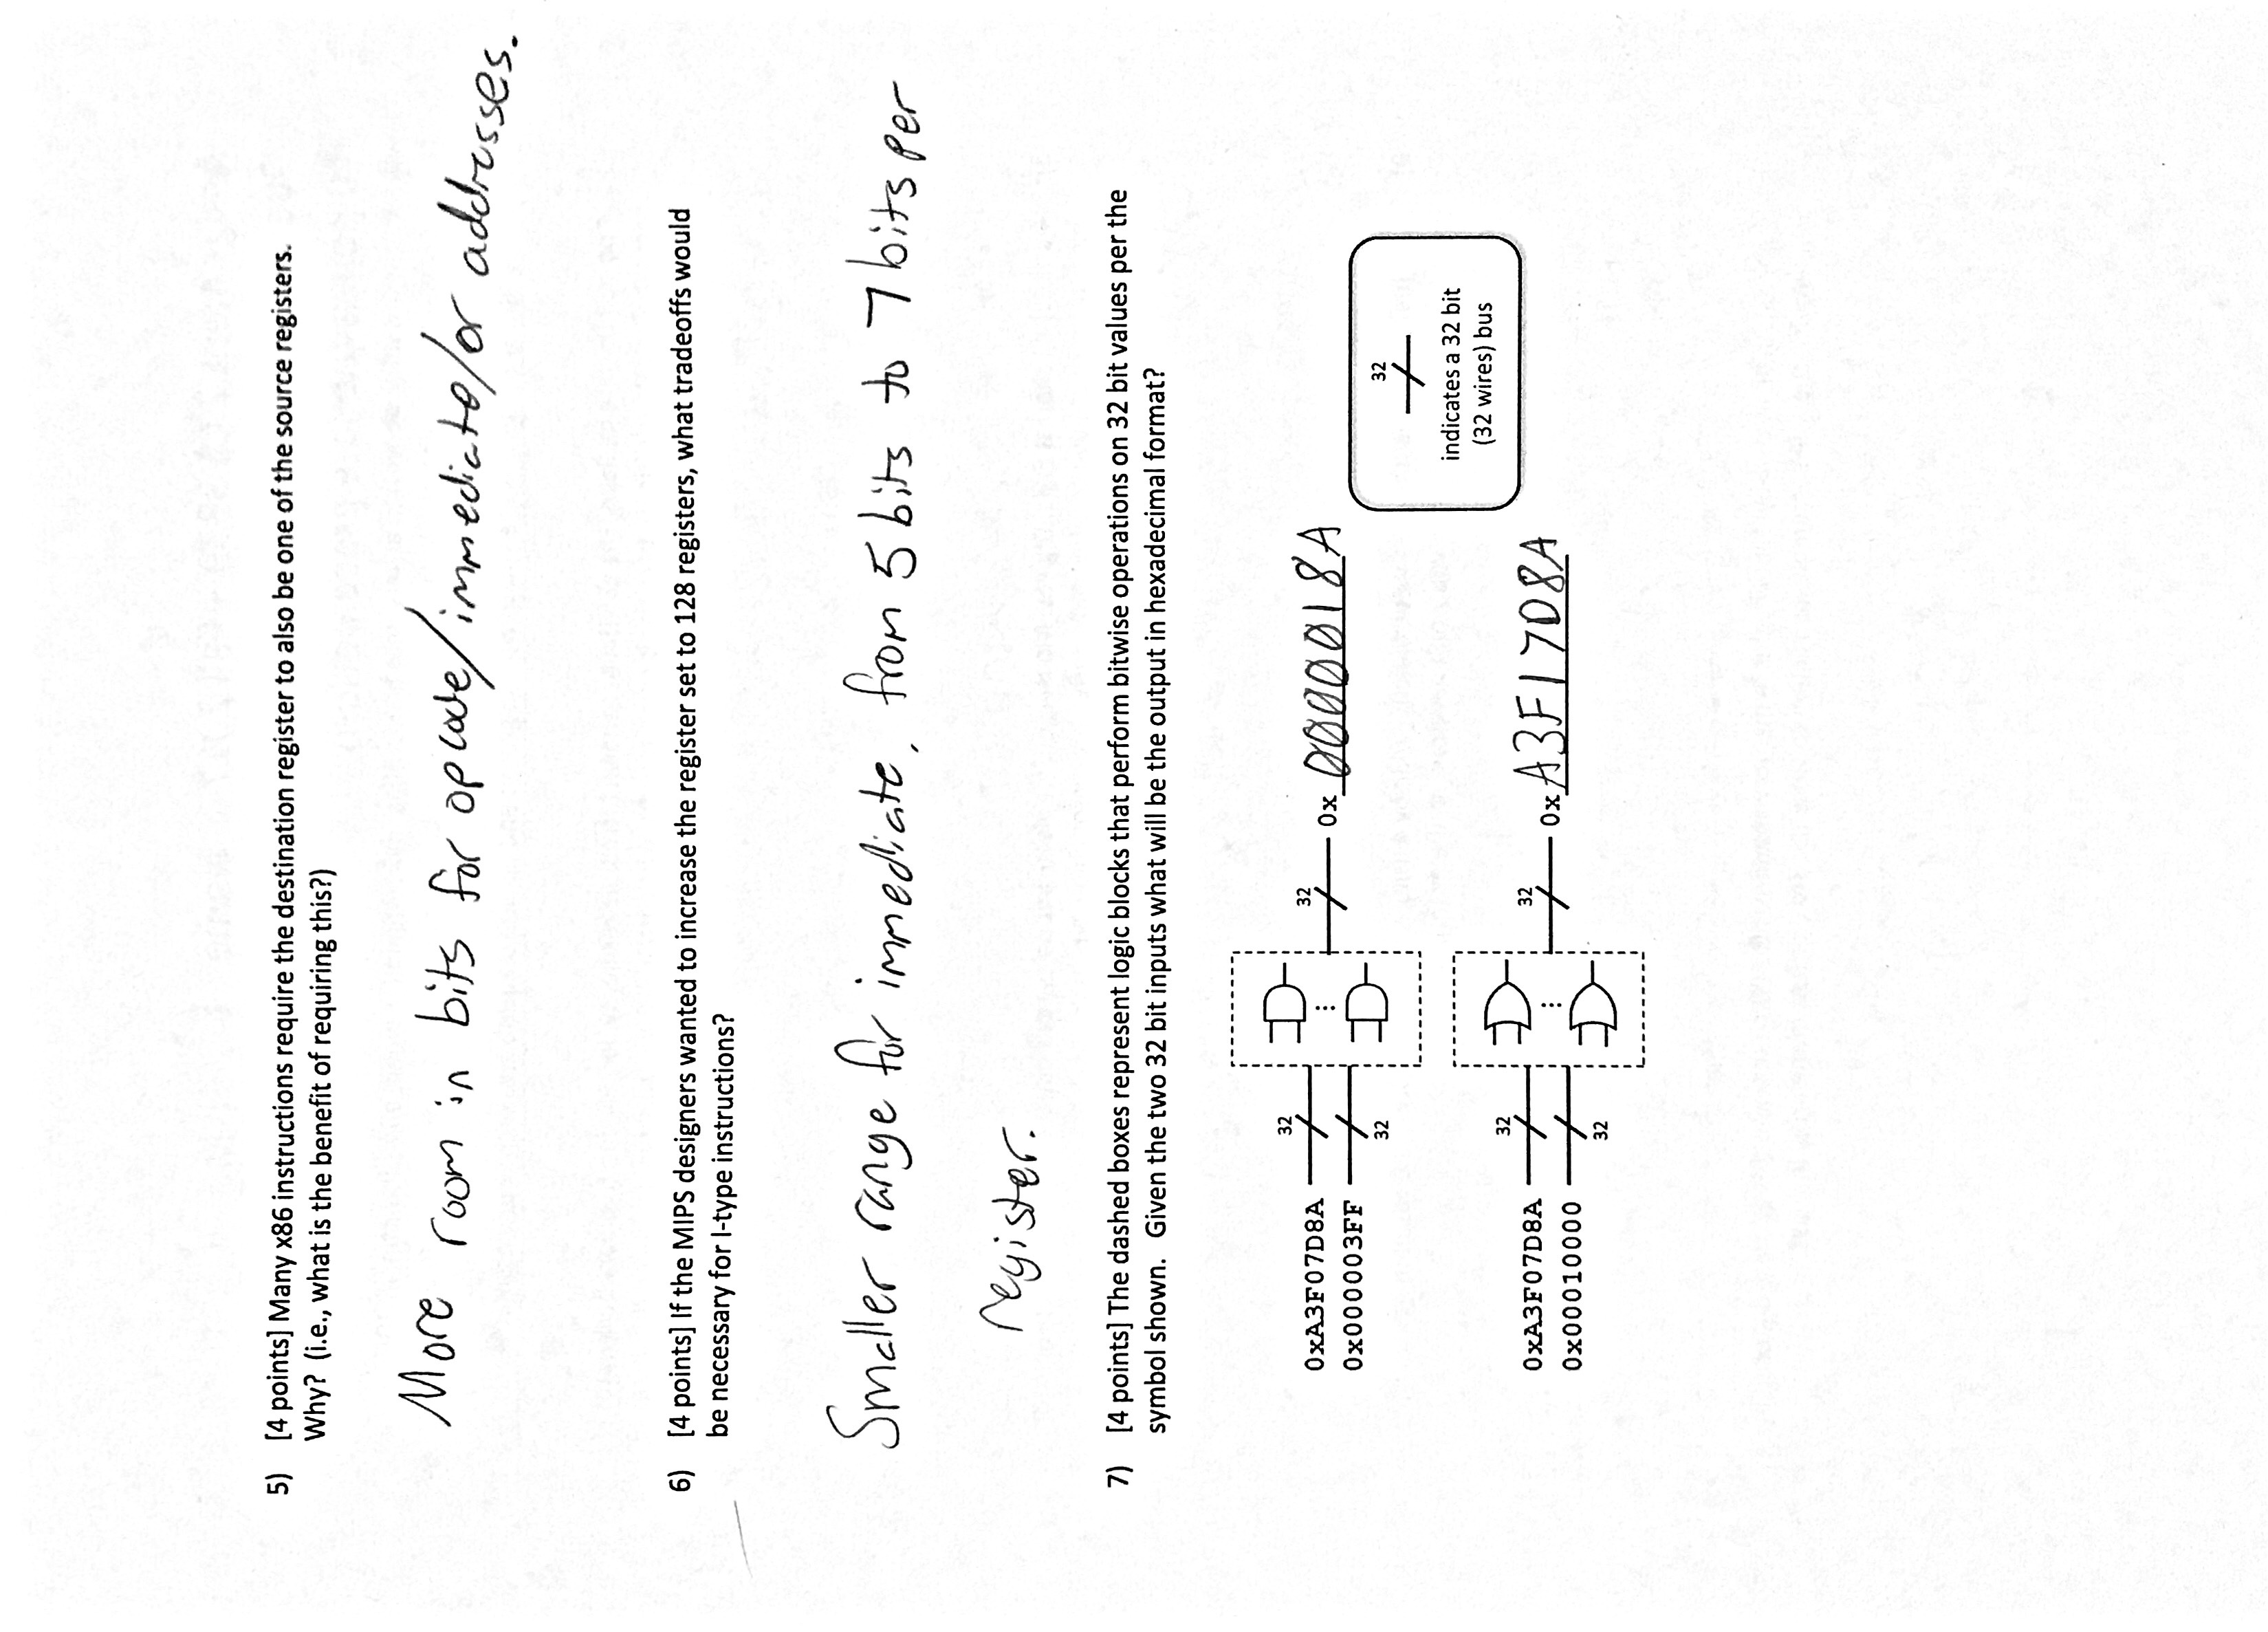 5) [4 points] Many x86 instructions require the destination register to also be one of the source registers.
Why? (i.e., what is the benefit of requiring this?)
More room in bits for opcode/immediate/or addresses.
6) [4 points] If the MIPS designers wanted to increase the register set to 128 registers, what tradeoffs would
be necessary for I-type instructions?
Smaller range for immediate, from 5 bits to 7 bits per
register.
7) [4 points] The dashed boxes represent logic blocks that perform bitwise operations on 32 bit values per the
symbol shown. Given the two 32 bit inputs what will be the output in hexadecimal format?
32
0xA3F07D8A
32
0x 0000018A
0x000003FF
32
32
indicates a 32 bit
(32 wires) bus
32
0xA3F07D8A
32
0x A3F17D8A
0x00010000
32